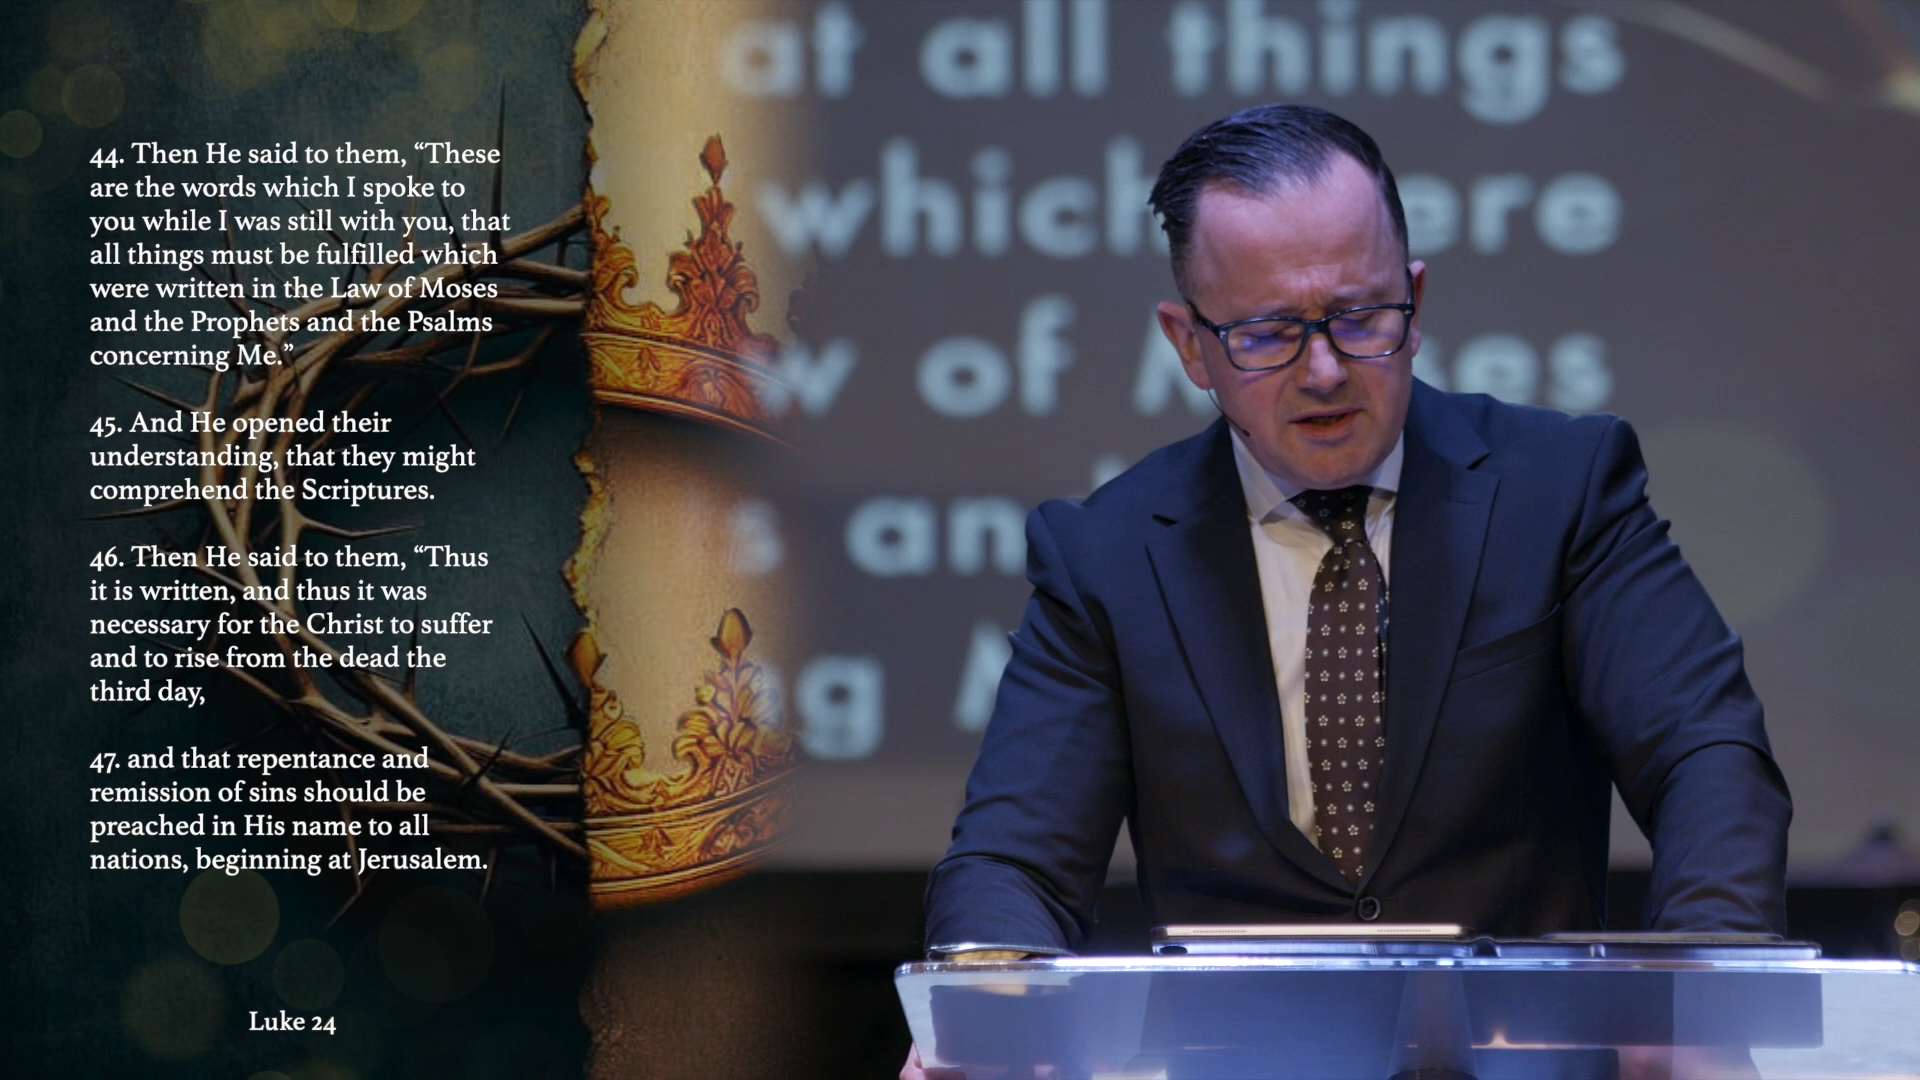 44. Then He said to them, “These
are the words which I spoke to
you while I was still with you, that
all things must be fulfilled which
were written in the Law of Moses
and the Prophets and the Psalms
concerning Me.”
45. And He opened their
understanding, that they might
comprehend the Scriptures.
46. Then He said to them, “Thus
it is written, and thus it was
necessary for the Christ to suffer
and to rise from the dead the
third day,
47. and that repentance and
remission of sins should be
preached in His name to all
nations, beginning at Jerusalem.
Luke 24
at all things
which ere
w of M ses
s an
ng M